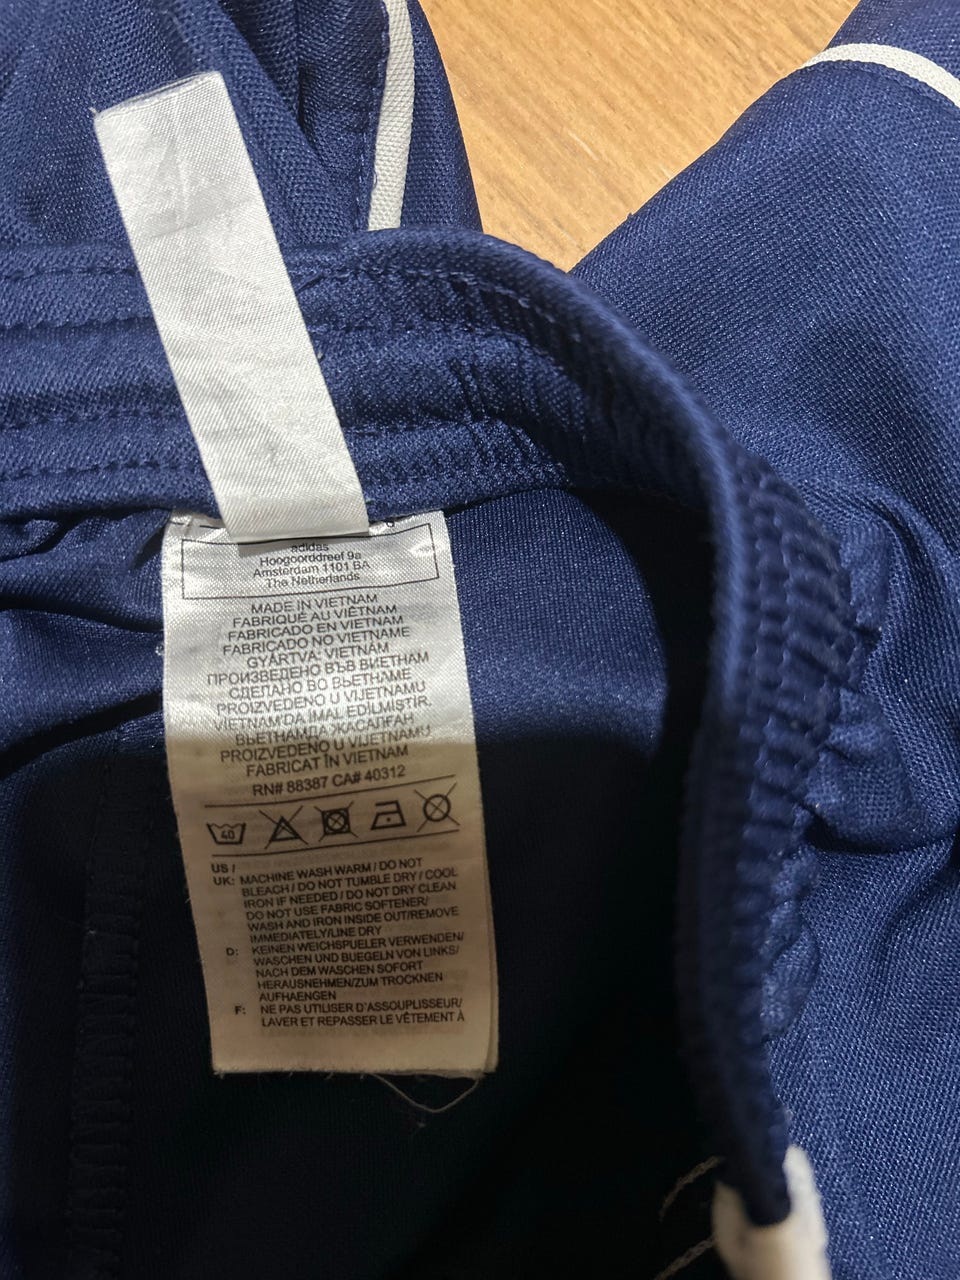 adidas
Hoogoorddreef 9a
Amsterdam 1101 BA
The Netherlands
MADE IN VIETNAM
FABRIQUÉ AU VIÊTNAM
FABRICADO EN VIETNAM
FABRICADO NO VIETNAME
GYÁRTVA: VIETNÁM
ПРОИЗВЕДЕНО ВЪВ ВИЕТНАМ
СДЕЛАНО ВО ВЬЕТНАМЕ
PROIZVEDENO U VIJETNAMU
VIETNAM'DA IMAL EDILMIŞTIR.
ВЬЕТНАМДА ЖАСАЛҒАН
PROIZVEDENO U VIJETNAMU
FABRICAT ÎN VIETNAM
RN# 88387 CA# 40312
40
US /
UK: MACHINE WASH WARM / DO NOT
BLEACH / DO NOT TUMBLE DRY / COOL
IRON IF NEEDED / DO NOT DRY CLEAN
DO NOT USE FABRIC SOFTENER/
WASH AND IRON INSIDE OUT/REMOVE
IMMEDIATELY/LINE DRY
D: KEINEN WEICHSPUELER VERWENDEN/
WASCHEN UND BUEGELN VON LINKS/
NACH DEM WASCHEN SOFORT
HERAUSNEHMEN/ZUM TROCKNEN
AUFHAENGEN
F: NE PAS UTILISER D'ASSOUPLISSEUR/
LAVER ET REPASSER LE VÊTEMENT À